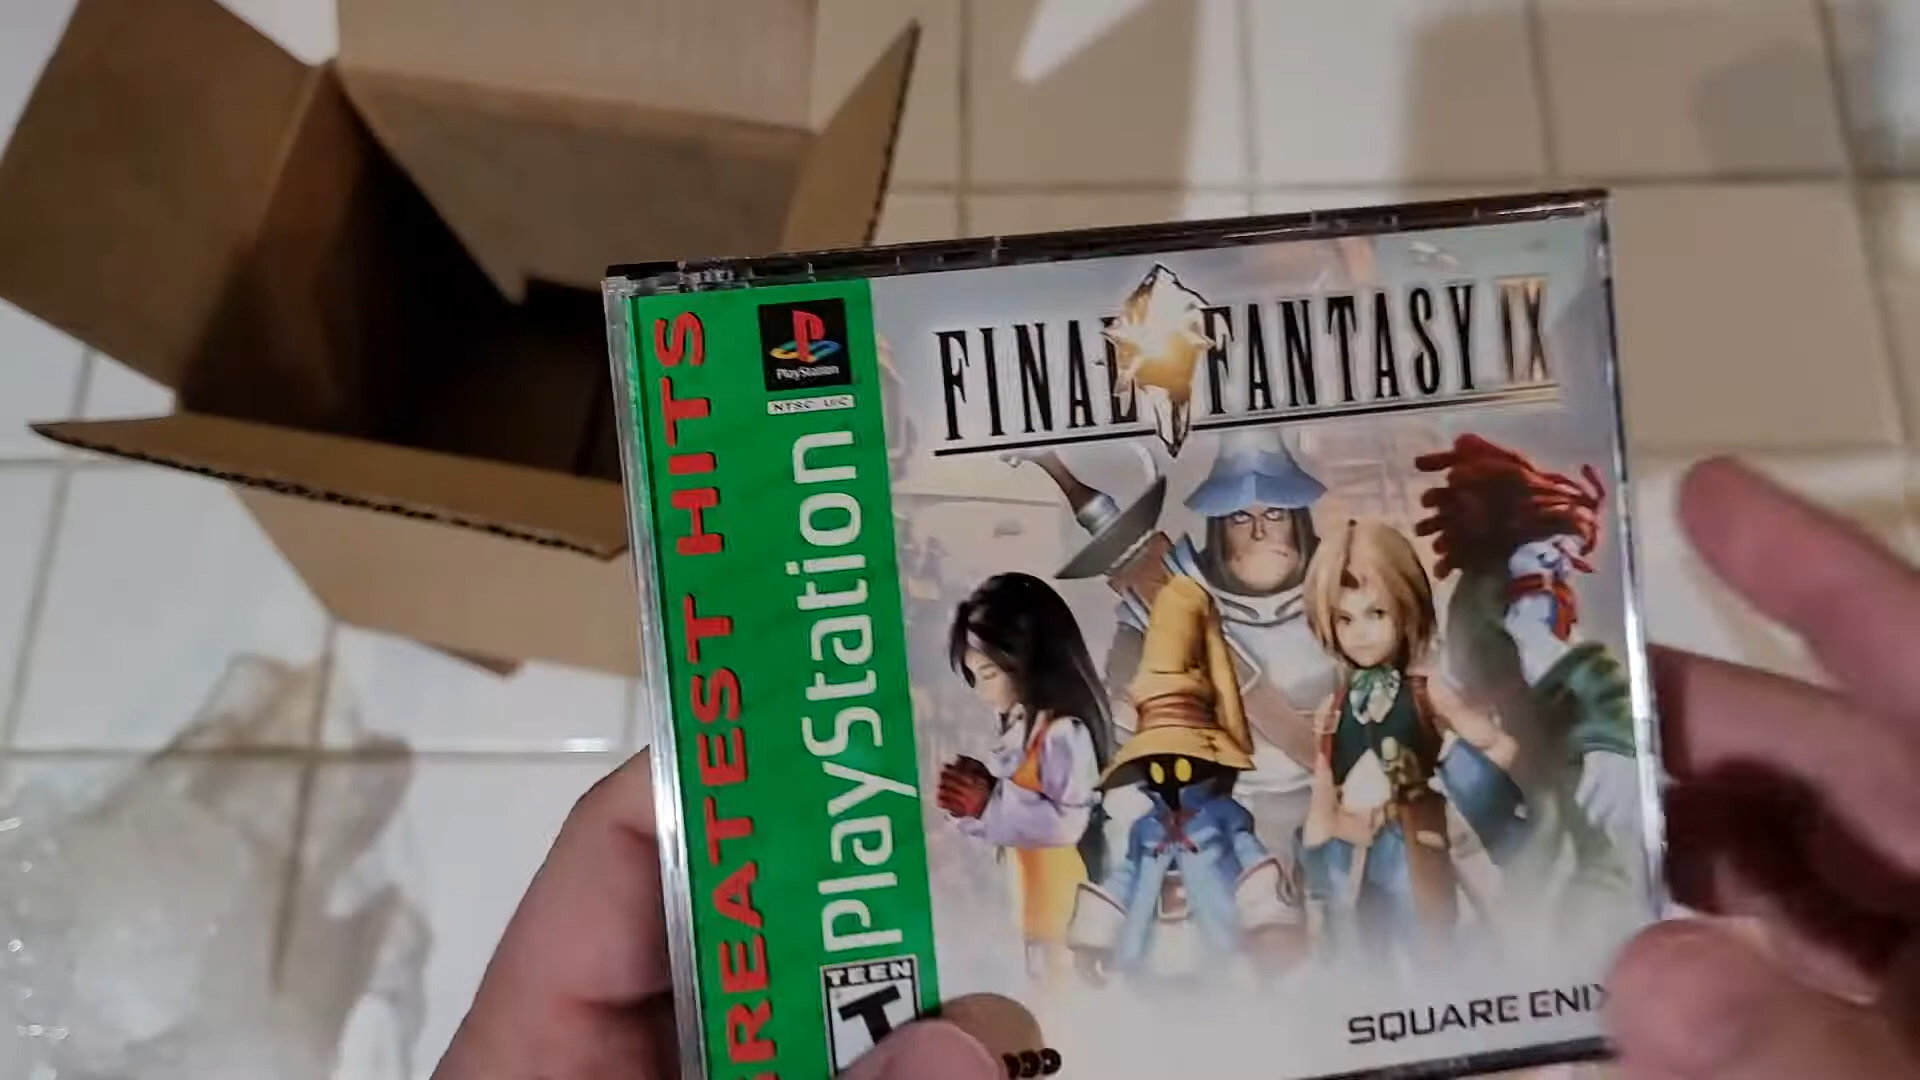 GREATEST HITS
PlayStation
NTSC U/C
PlayStation
TEEN
T
FINAL FANTASY IX
SQUARE ENIX